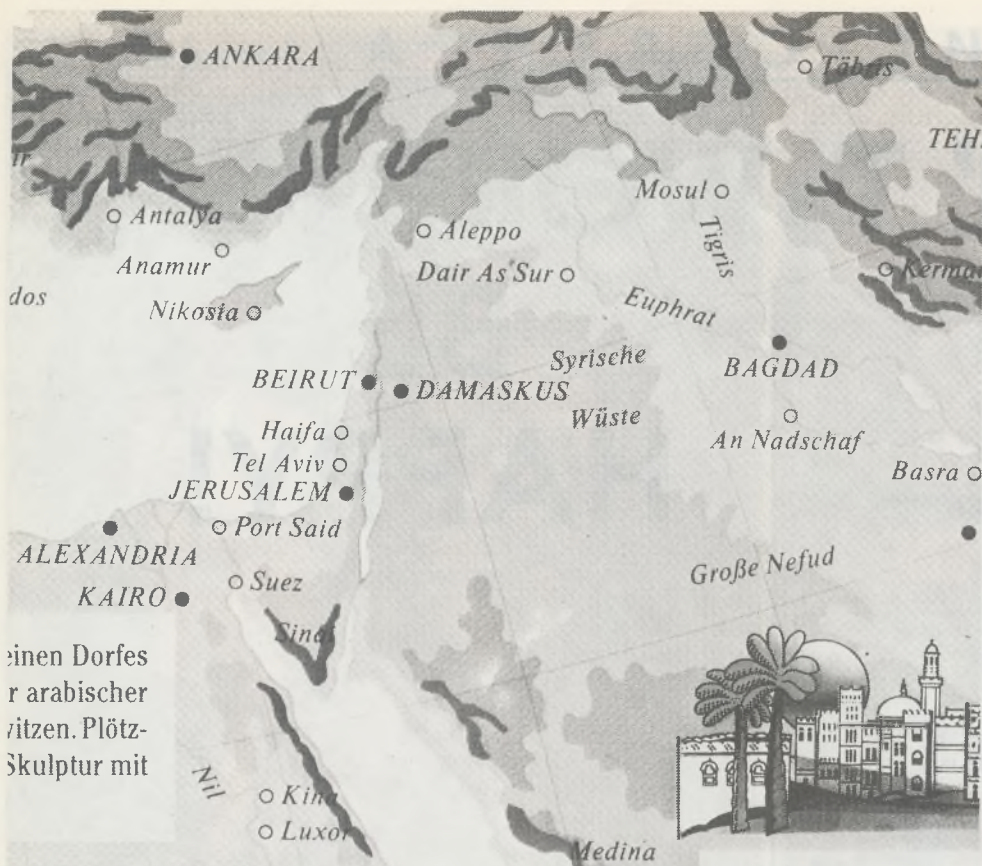 ANKARA
Täbris
TEH
Mosul
Antalya
Tigris
Aleppo
Anamur
Dair As Sur
Kerma
dos
Euphrat
Nikosia
Syrische
BAGDAD
BEIRUT
DAMASKUS
Wüste
Haifa
An Nadschaf
Tel Aviv
Basra
JERUSALEM
Port Said
ALEXANDRIA
Große Nefud
Suez
KAIRO
Sinai
einen Dorfes
r arabischer
vitzen. Plötz-
Skulptur mit
Nil
Kina
Luxor
Medina